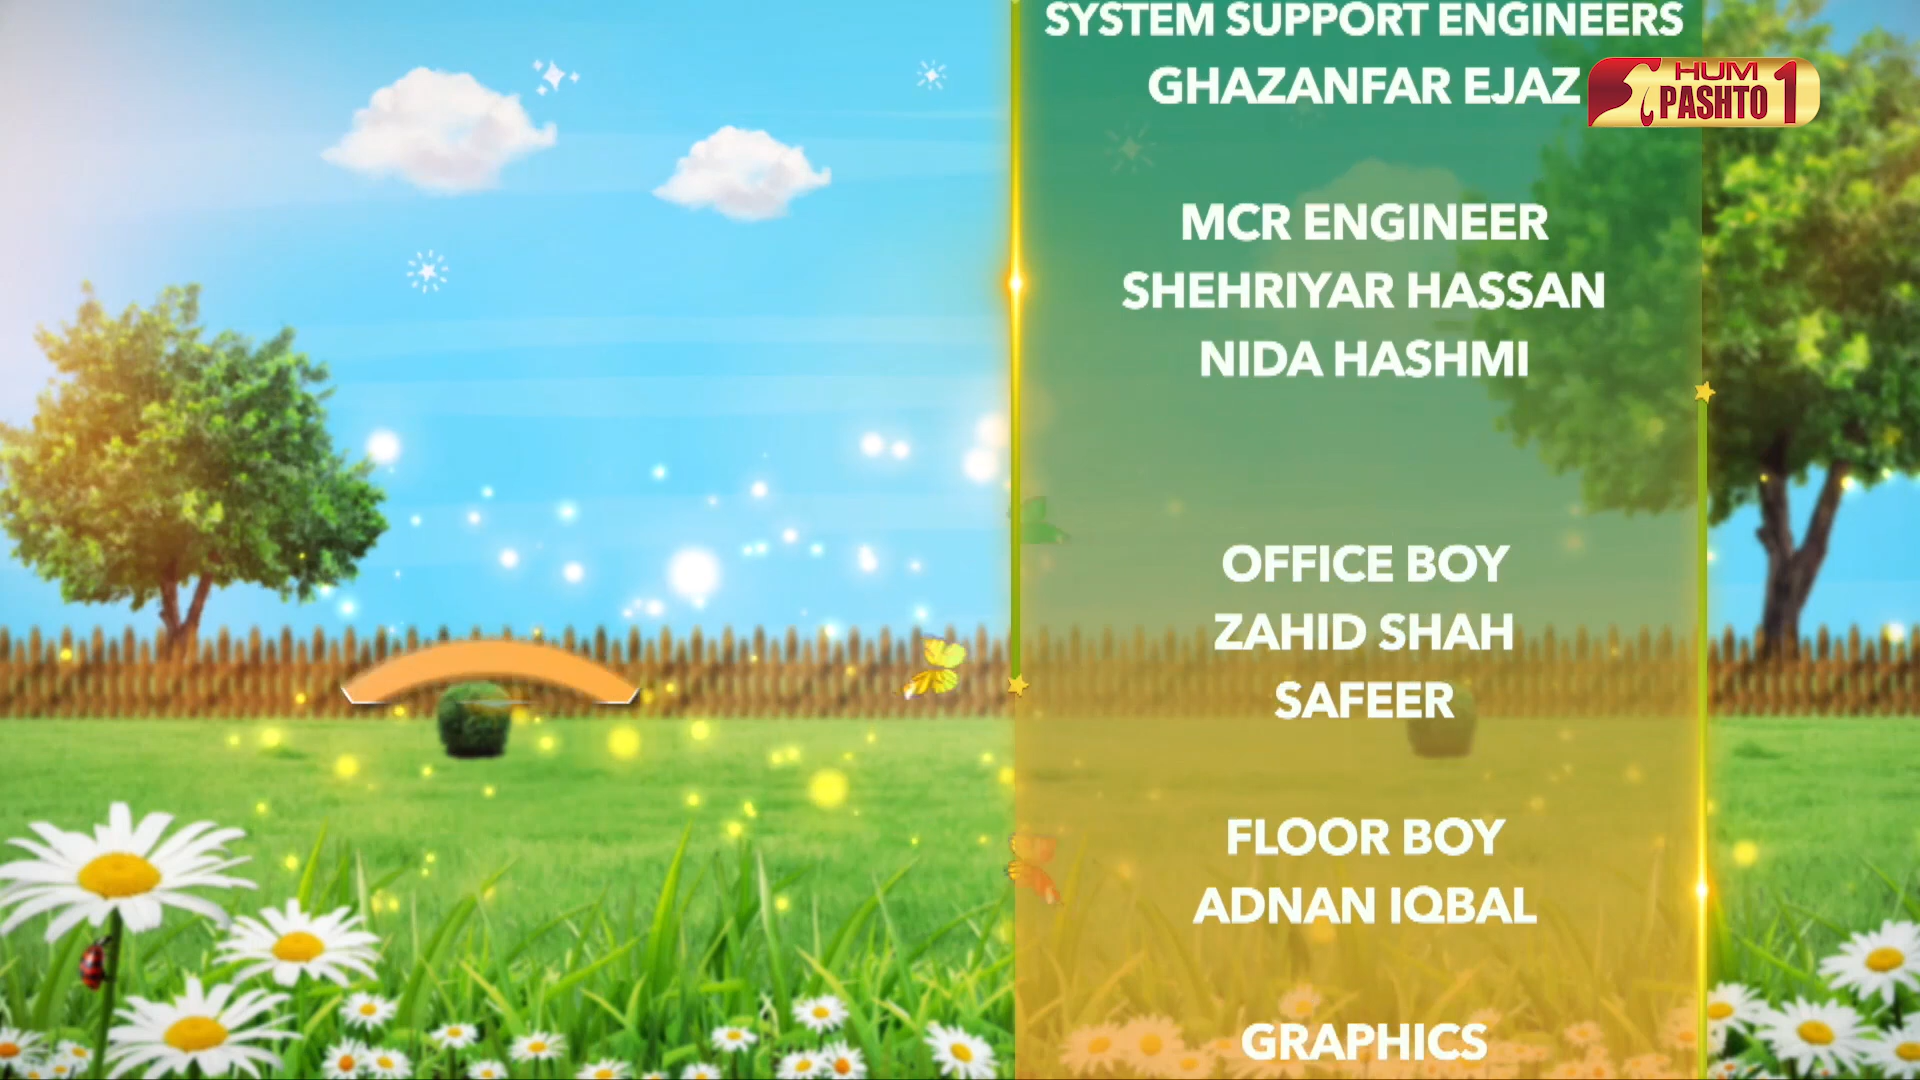 SYSTEM SUPPORT ENGINEERS
GHAZANFAR EJAZ
HUM
PASHTO 1
MCR ENGINEER
SHEHRIYAR HASSAN
NIDA HASHMI
OFFICE BOY
ZAHID SHAH
SAFEER
FLOOR BOY
ADNAN IQBAL
GRAPHICS